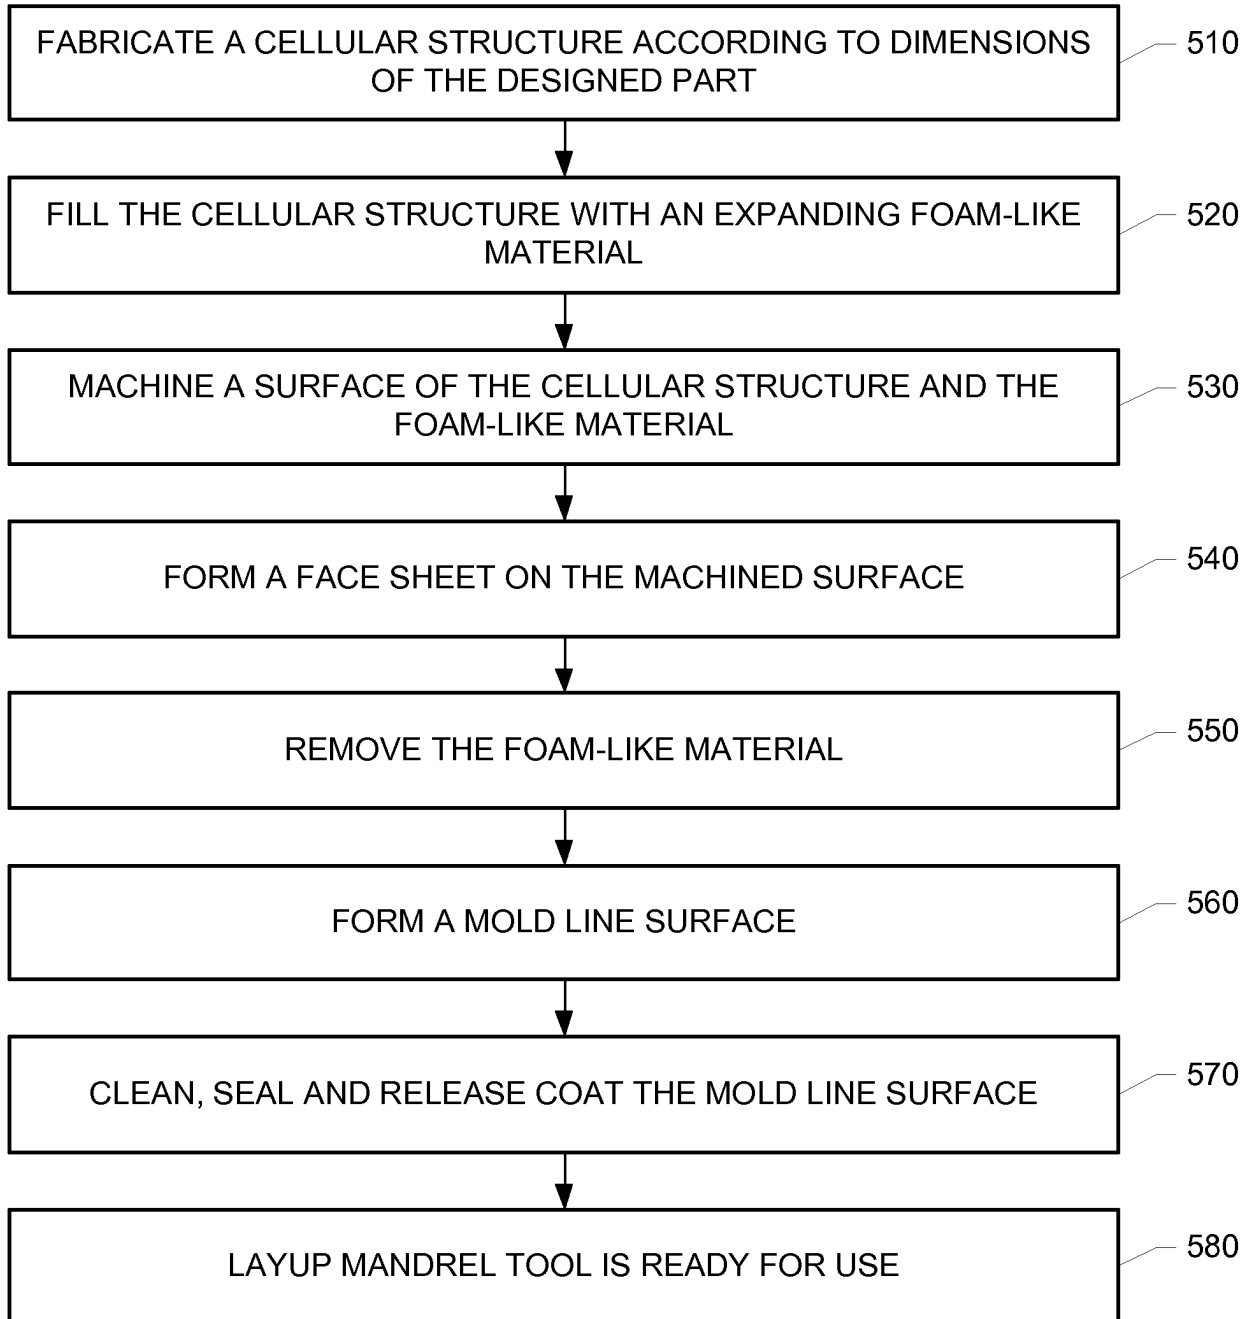 FABRICATE A CELLULAR STRUCTURE ACCORDING TO DIMENSIONS
OF THE DESIGNED PART
510
FILL THE CELLULAR STRUCTURE WITH AN EXPANDING FOAM-LIKE
MATERIAL
520
MACHINE A SURFACE OF THE CELLULAR STRUCTURE AND THE
FOAM-LIKE MATERIAL
530
FORM A FACE SHEET ON THE MACHINED SURFACE
540
REMOVE THE FOAM-LIKE MATERIAL
550
FORM A MOLD LINE SURFACE
560
CLEAN, SEAL AND RELEASE COAT THE MOLD LINE SURFACE
570
LAYUP MANDREL TOOL IS READY FOR USE
580